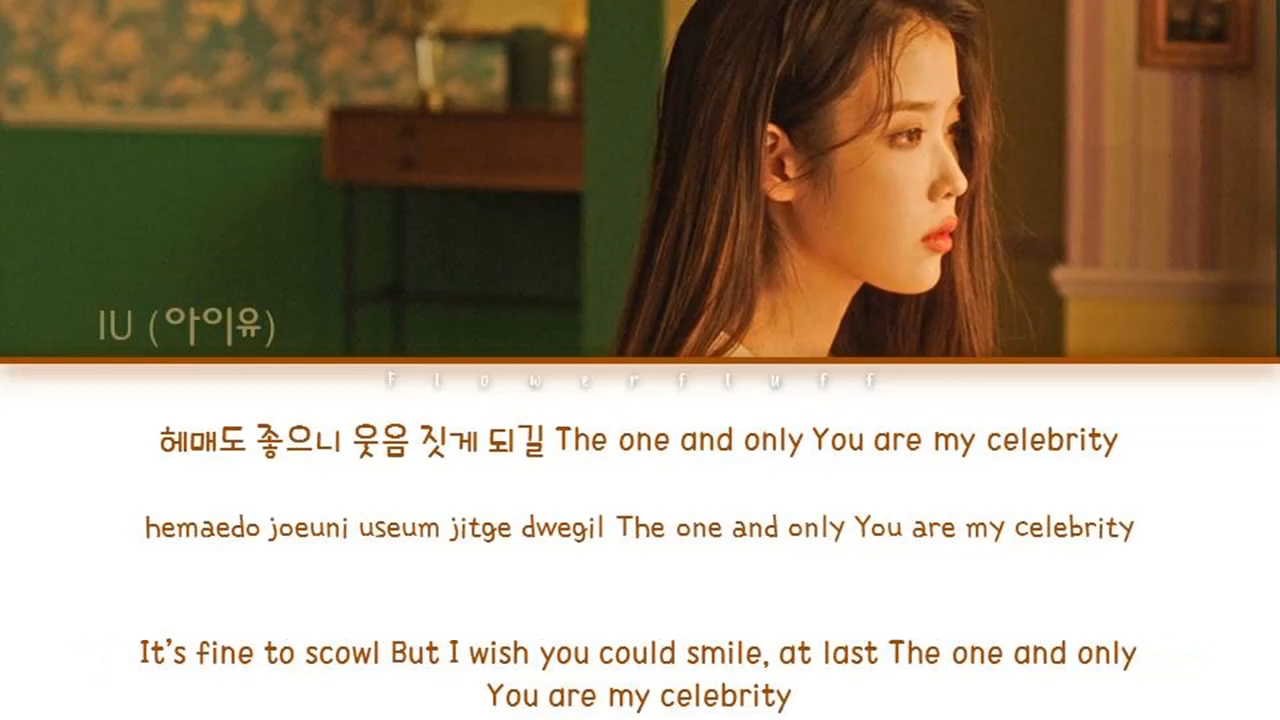 IU (아이유)
Flowerfluff
헤매도 좋으니 웃음 짓게 되길 The one and only You are my celebrity
hemaedo joeuni useum jitge dwegil The one and only You are my celebrity
It's fine to scowl But I wish you could smile, at last The one and only
You are my celebrity